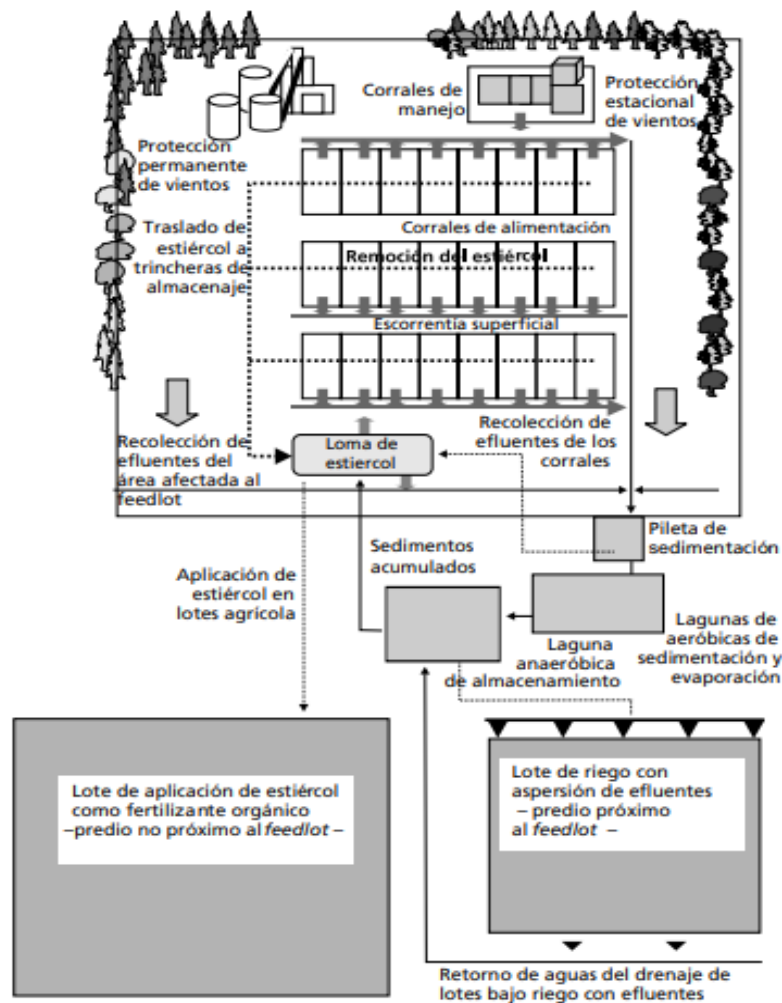 Corrales de
manejo
Protección
estacional
de vientos
Protección
permanente
de vientos
Traslado de
estiércol a
trincheras de
almacenaje
Corrales de alimentación
Remoción del estiércol
Escorrentía superficial
Recolección de
efluentes del
área afectada al
feedlot
Loma de
estiercol
Recolección de
efluentes de los
corrales
Pileta de
sedimentación
Sedimentos
acumulados
Aplicación de
estiércol en
lotes agrícola
Laguna
anaeróbica
de almacenamiento
Lagunas de
aeróbicas de
sedimentación y
evaporación
Lote de aplicación de estiércol
como fertilizante orgánico
–predio no próximo al feedlot –
Lote de riego con
aspersión de efluentes
– predio próximo
al feedlot –
Retorno de aguas del drenaje de
lotes bajo riego con efluentes